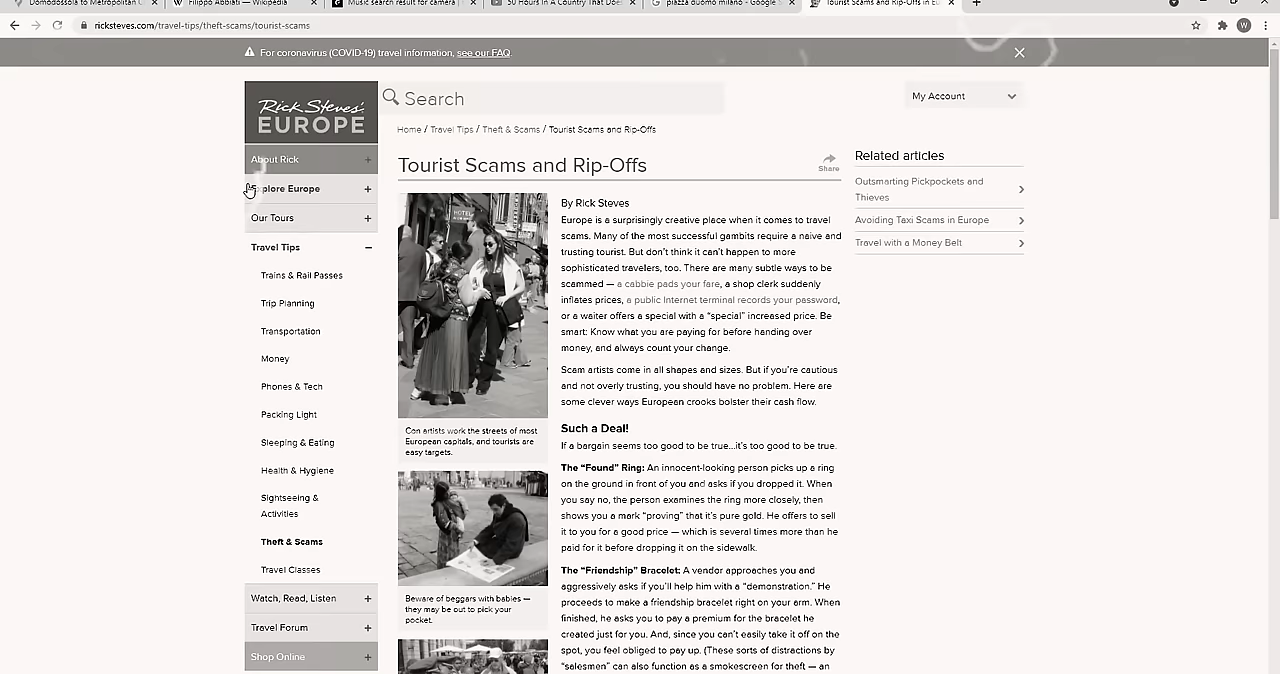 Domodossola to Metropolitan C
Filippo Abbiati — Wikipedia
Music search result for camera |
50 Hours In A Country That Does
piazza duomo milano - Google S
Tourist Scams and Rip-Offs in Eu
ricksteves.com/travel-tips/theft-scams/tourist-scams
W
For coronavirus (COVID-19) travel information, see our FAQ.
Rick Steves'
EUROPE
Search
My Account
Home / Travel Tips / Theft & Scams / Tourist Scams and Rip-Offs
About Rick
Explore Europe
Our Tours
Travel Tips
Trains & Rail Passes
Trip Planning
Transportation
Money
Phones & Tech
Packing Light
Sleeping & Eating
Health & Hygiene
Sightseeing &
Activities
Theft & Scams
Travel Classes
Watch, Read, Listen
Travel Forum
Shop Online
Tourist Scams and Rip-Offs
Share
HOTEL
Con artists work the streets of most
European capitals, and tourists are
easy targets.
Beware of beggars with babies —
they may be out to pick your
pocket.
By Rick Steves
Europe is a surprisingly creative place when it comes to travel
scams. Many of the most successful gambits require a naive and
trusting tourist. But don't think it can't happen to more
sophisticated travelers, too. There are many subtle ways to be
scammed — a cabbie pads your fare, a shop clerk suddenly
inflates prices, a public Internet terminal records your password,
or a waiter offers a special with a “special” increased price. Be
smart: Know what you are paying for before handing over
money, and always count your change.
Scam artists come in all shapes and sizes. But if you're cautious
and not overly trusting, you should have no problem. Here are
some clever ways European crooks bolster their cash flow.
Such a Deal!
If a bargain seems too good to be true...it's too good to be true.
The “Found” Ring: An innocent-looking person picks up a ring
on the ground in front of you and asks if you dropped it. When
you say no, the person examines the ring more closely, then
shows you a mark “proving” that it's pure gold. He offers to sell
it to you for a good price — which is several times more than he
paid for it before dropping it on the sidewalk.
The “Friendship” Bracelet: A vendor approaches you and
aggressively asks if you'll help him with a “demonstration.” He
proceeds to make a friendship bracelet right on your arm. When
finished, he asks you to pay a premium for the bracelet he
created just for you. And, since you can't easily take it off on the
spot, you feel obliged to pay up. (These sorts of distractions by
“salesmen” can also function as a smokescreen for theft — an
Related articles
Outsmarting Pickpockets and
Thieves
Avoiding Taxi Scams in Europe
Travel with a Money Belt